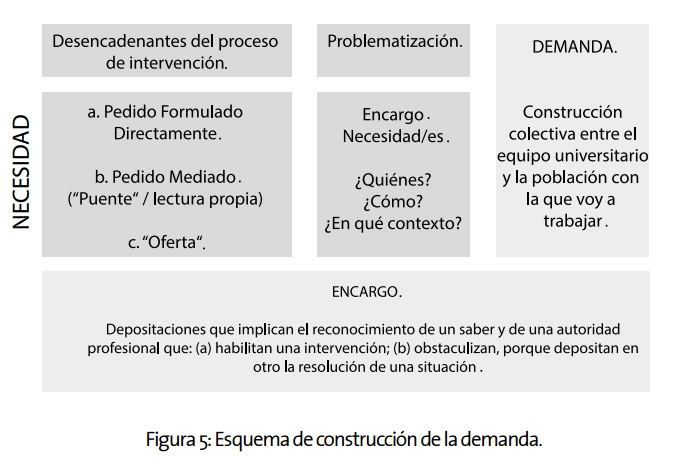 NECESIDAD
Desencadenantes del proceso
de intervención.
a. Pedido Formulado
Directamente.
b. Pedido Mediado.
("Puente" / lectura propia)
c. "Oferta".
Problematización.
Encargo.
Necesidad/es.
¿Quiénes?
¿Cómo?
¿En qué contexto?
DEMANDA.
Construcción
colectiva entre el
equipo universitario
y la población con
la que voy a
trabajar.
ENCARGO.
Depositaciones que implican el reconocimiento de un saber y de una autoridad
profesional que: (a) habilitan una intervención; (b) obstaculizan, porque depositan en
otro la resolución de una situación.
Figura 5: Esquema de construcción de la demanda.